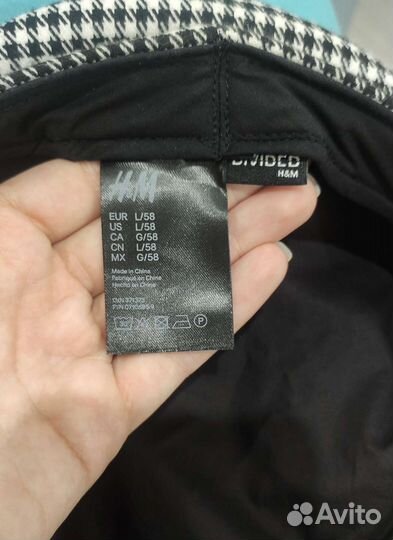 DIVIDED
H&M
H&M
EUR L/58
US L/58
CA G/58
CN L/58
MX G/58
Made in China
Fabriqué en Chine
Hecho en China
Avito